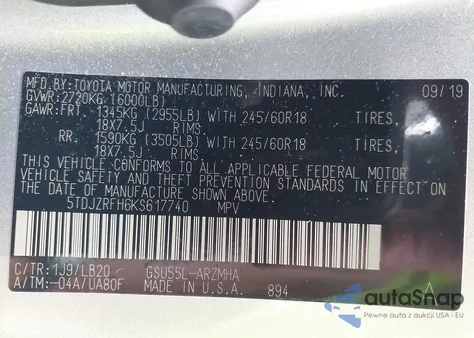 MFD.BY:TOYOTA MOTOR MANUFACTURING, INDIANA, INC. 09/19
GVWR:2720KG (6000LB)
GAWR:FRT. 1345KG (2955LB) WITH 245/60R18 TIRES,
18X7.5J RIMS.
RR. 1590KG (3505LB) WITH 245/60R18 TIRES,
18X7.5J RIMS.
THIS VEHICLE CONFORMS TO ALL APPLICABLE FEDERAL MOTOR
VEHICLE SAFETY AND THEFT PREVENTION STANDARDS IN EFFECT ON
THE DATE OF MANUFACTURE SHOWN ABOVE.
5TDJZRFH6KS617740 MPV
C/TR:1J9/LB20 GSU55L-ARZMHA
A/TM:-04A/UA80F MADE IN U.S.A. 894 A
autoSnap
Pewne auta z dojazdem z USA i EU